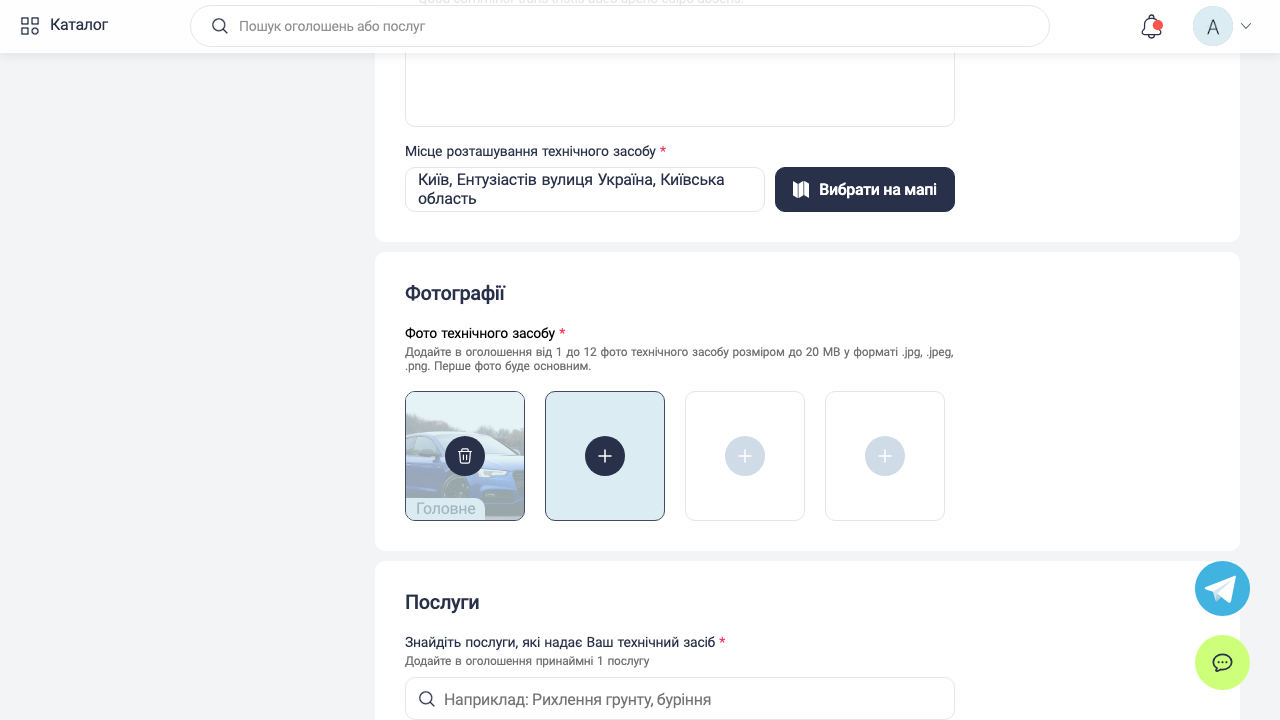 Каталог
Пошук оголошень або послуг
A
Місце розташування технічного засобу *
Київ, Ентузіастів вулиця Україна, Київська
область
Вибрати на мапі
Фотографії
Фото технічного засобу *
Додайте в оголошення від 1 до 12 фото технічного засобу розміром до 20 МВ у форматі .jpg, .jpeg,
.png. Перше фото буде основним.
Головне
Послуги
Знайдіть послуги, які надає Ваш технічний засіб *
Додайте в оголошення принаймні 1 послугу
Наприклад: Рихлення грунту, буріння